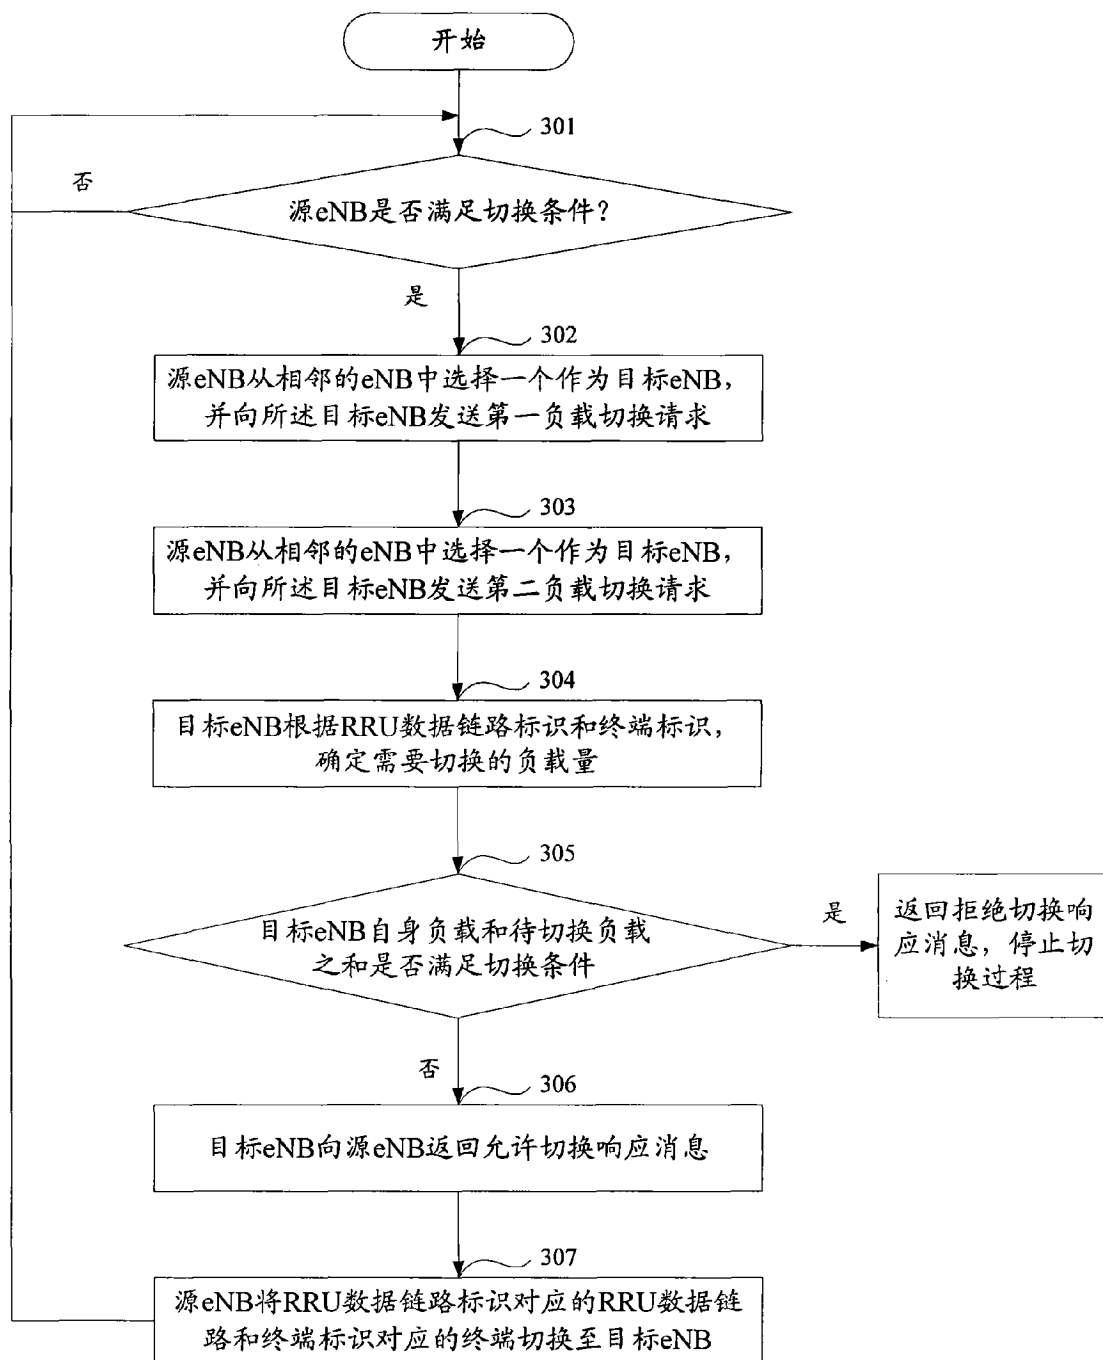 开始
301
否
源eNB是否满足切换条件？
是
302
源eNB从相邻的eNB中选择一个作为目标eNB，
并向所述目标eNB发送第一负载切换请求
303
源eNB从相邻的eNB中选择一个作为目标eNB，
并向所述目标eNB发送第二负载切换请求
304
目标eNB根据RRU数据链路标识和终端标识，
确定需要切换的负载量
305
目标eNB自身负载和待切换负载
之和是否满足切换条件
是
返回拒绝切换响
应消息，停止切
换过程
否
306
目标eNB向源eNB返回允许切换响应消息
307
源eNB将RRU数据链路标识对应的RRU数据链
路和终端标识对应的终端切换至目标eNB